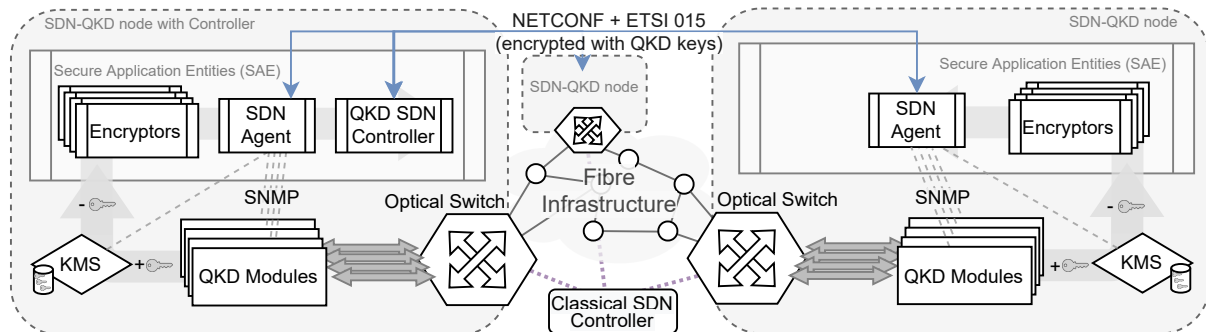 SDN-QKD node with Controller
NETCONF + ETSI 015
(encrypted with QKD keys)
SDN-QKD node
Secure Application Entities (SAE)
Encryptors
SDN
Agent
QKD SDN
Controller
SDN-QKD node
Secure Application Entities (SAE)
SDN
Agent
Encryptors
Fibre
Infrastructure
-
SNMP
Optical Switch
Optical Switch
SNMP
-
KMS
+
QKD Modules
QKD Modules
+
KMS
Classical SDN
Controller